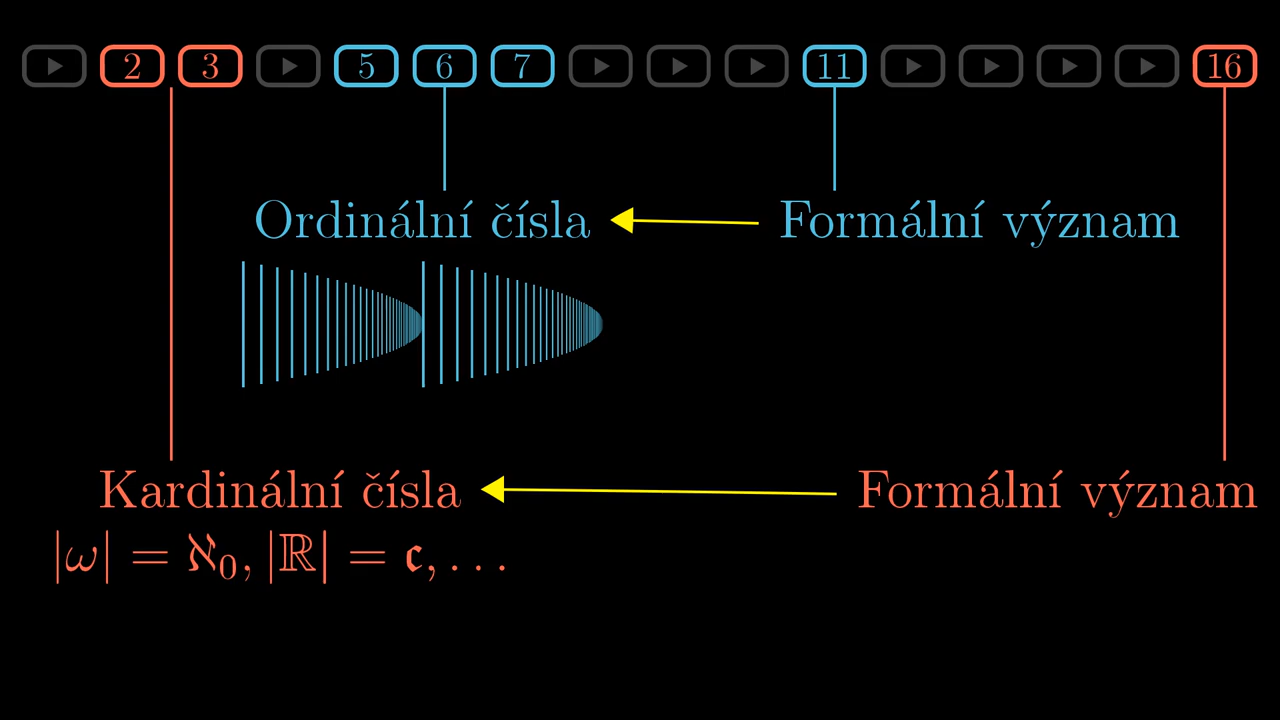 2 3 5 6 7 11 16
Ordinální čísla Formální význam
Kardinální čísla Formální význam
|ω| = ℵ₀, |ℝ| = 𝔠, …